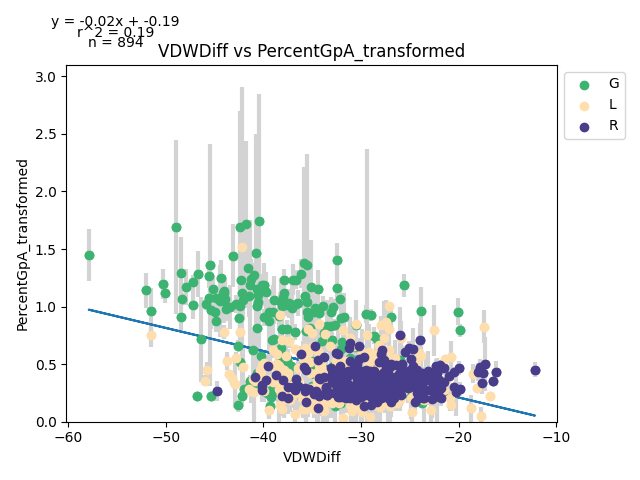 y = -0.02x + -0.19
r^2 = 0.19
n = 894
VDWDiff vs PercentGpA_transformed
G
L
R
PercentGpA_transformed
3.0
2.5
2.0
1.5
1.0
0.5
0.0
−60
−50
−40
−30
−20
−10
VDWDiff